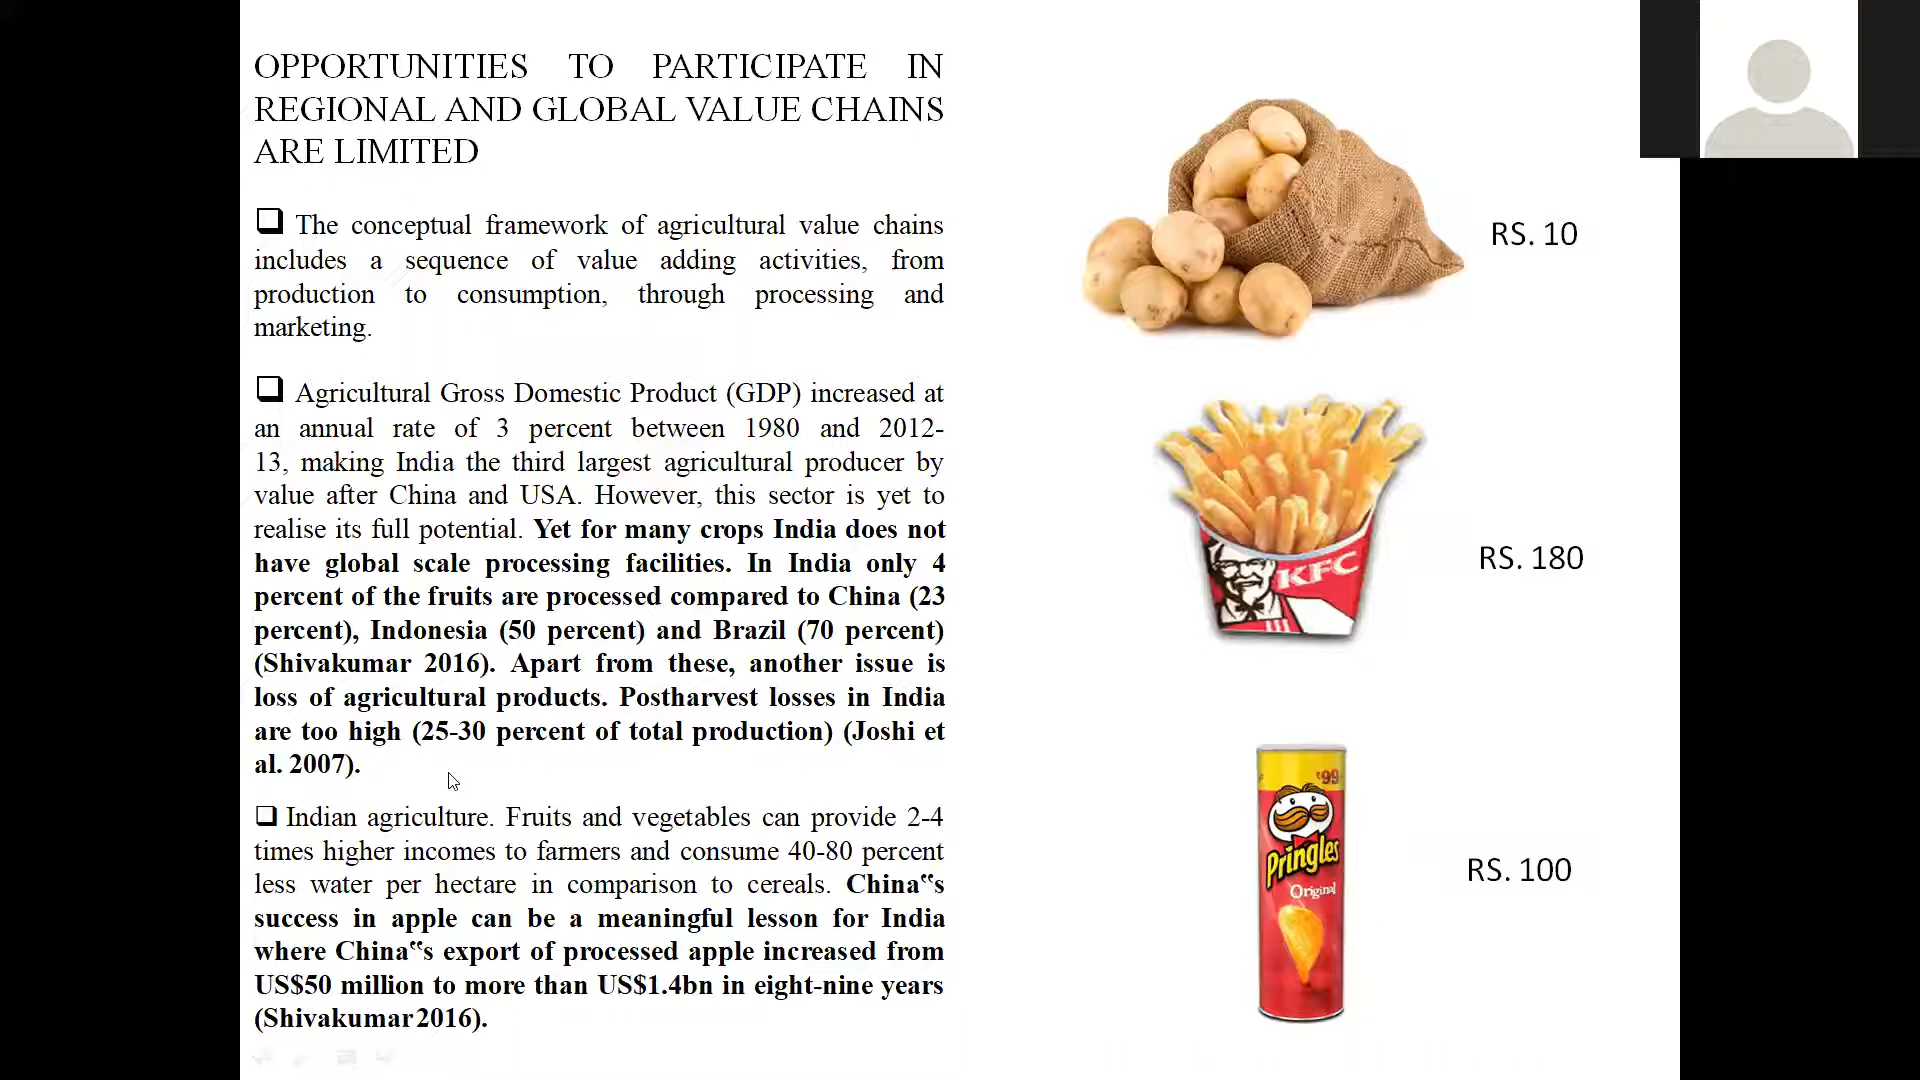 OPPORTUNITIES TO PARTICIPATE IN
REGIONAL AND GLOBAL VALUE CHAINS
ARE LIMITED
❑ The conceptual framework of agricultural value chains
includes a sequence of value adding activities, from
production to consumption, through processing and
marketing.
❑ Agricultural Gross Domestic Product (GDP) increased at
an annual rate of 3 percent between 1980 and 2012-
13, making India the third largest agricultural producer by
value after China and USA. However, this sector is yet to
realise its full potential. Yet for many crops India does not
have global scale processing facilities. In India only 4
percent of the fruits are processed compared to China (23
percent), Indonesia (50 percent) and Brazil (70 percent)
(Shivakumar 2016). Apart from these, another issue is
loss of agricultural products. Postharvest losses in India
are too high (25-30 percent of total production) (Joshi et
al. 2007).
❑ Indian agriculture. Fruits and vegetables can provide 2-4
times higher incomes to farmers and consume 40-80 percent
less water per hectare in comparison to cereals. China‟s
success in apple can be a meaningful lesson for India
where China‟s export of processed apple increased from
US$50 million to more than US$1.4bn in eight-nine years
(Shivakumar 2016).
RS. 10
KFC
RS. 180
₹99
Pringles
Original
RS. 100